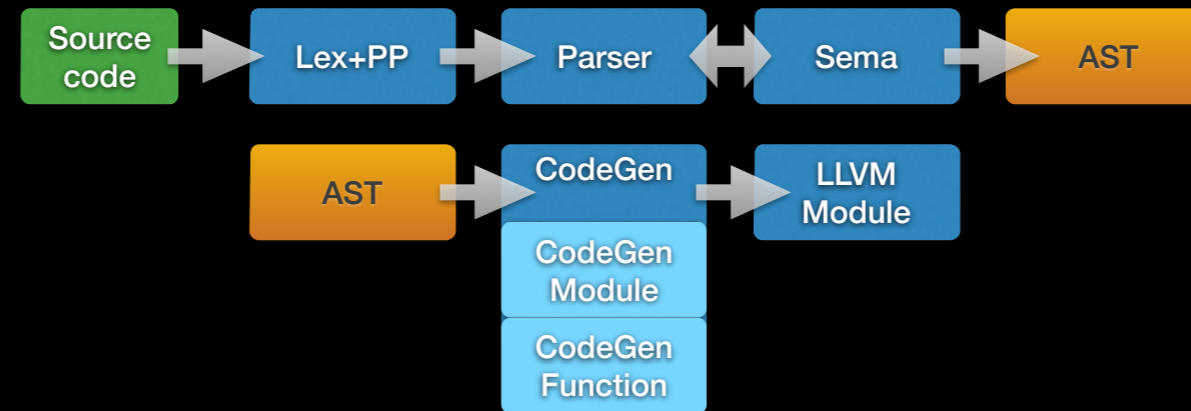 Source
code
Lex+PP
Parser
Sema
AST
AST
CodeGen
LLVM
Module
CodeGen
Module
CodeGen
Function